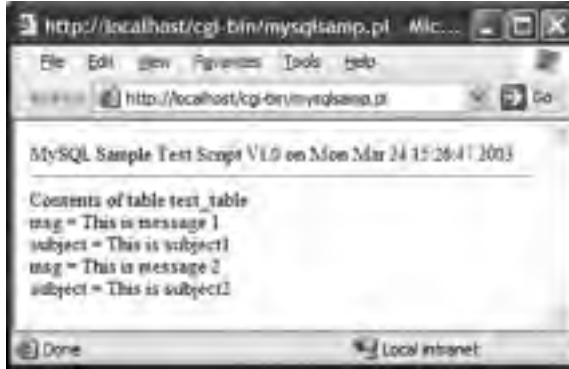 http://localhost/cgi-bin/mysqlsamp.pl - Mic...
File Edit View Favorites Tools Help
http://localhost/cgi-bin/mysqlsamp.pl Go
MySQL Sample Test Script V1.0 on Mon Mar 24 15:26:47 2003
Contents of table test_table
msg = This is message 1
subject = This is subject1
msg = This is message 2
subject = This is subject2
Done Local intranet